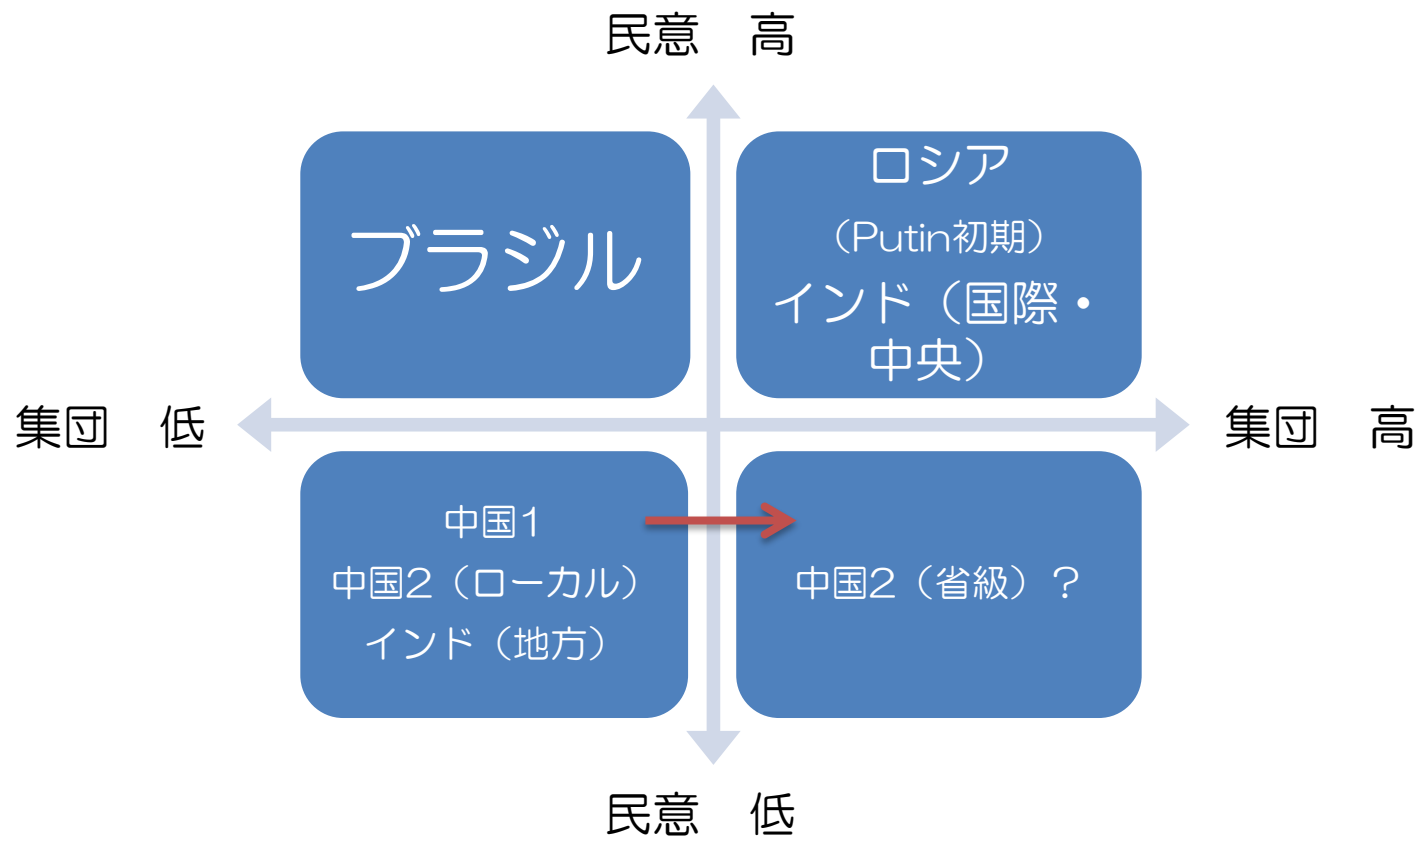 民意　高
ブラジル
ロシア
（Putin初期）
インド（国際・
中央）
集団　低
集団　高
中国1
中国2（ローカル）
インド（地方）
中国2（省級）？
民意　低